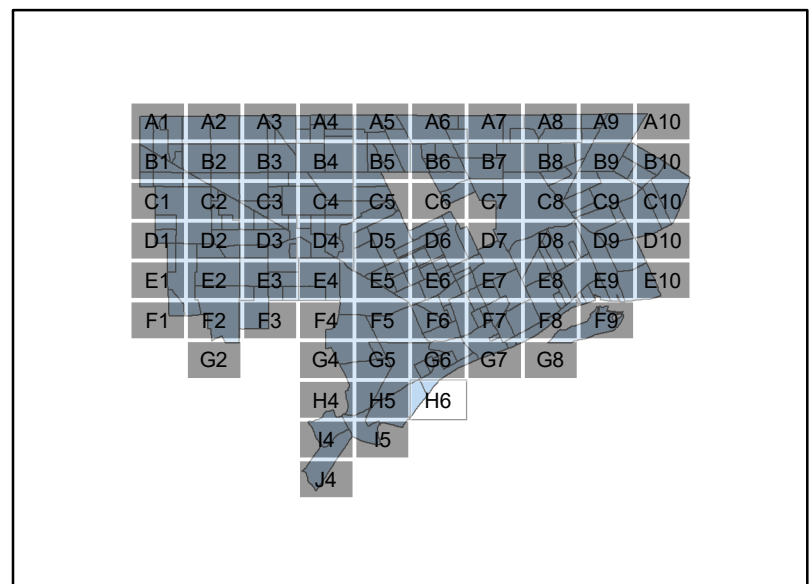 A1 A2 A3 A4 A5 A6 A7 A8 A9 A10
B1 B2 B3 B4 B5 B6 B7 B8 B9 B10
C1 C2 C3 C4 C5 C6 C7 C8 C9 C10
D1 D2 D3 D4 D5 D6 D7 D8 D9 D10
E1 E2 E3 E4 E5 E6 E7 E8 E9 E10
F1 F2 F3 F4 F5 F6 F7 F8 F9
G2 G4 G5 G6 G7 G8
H4 H5 H6
I4 I5
J4